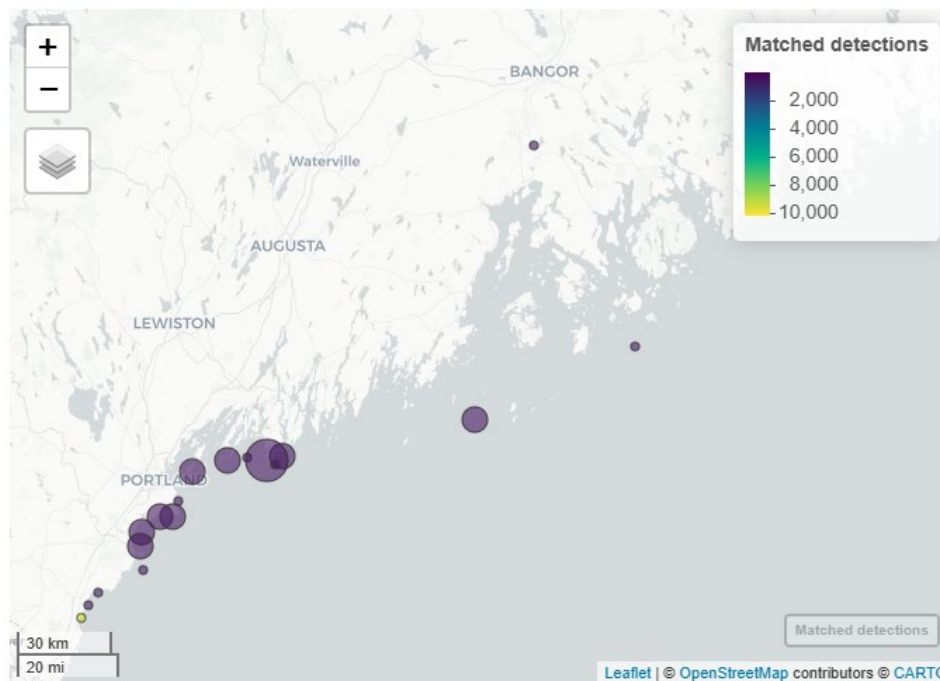 +
−
Matched detections
2,000
4,000
6,000
8,000
10,000
BANGOR
Waterville
AUGUSTA
LEWISTON
PORTLAND
30 km
20 mi
Matched detections
Leaflet | © OpenStreetMap contributors © CARTO